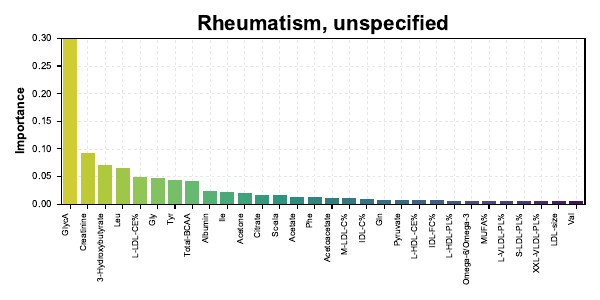 Rheumatism, unspecified
Importance
0.30
0.25
0.20
0.15
0.10
0.05
0.00
GlycA
Creatinine
3-Hydroxybutyrate
Leu
L-LDL-CE%
Gly
Tyr
Total-BCAA
Albumin
Ile
Acetone
Citrate
S-c-ala
Acetate
Phe
Acetoacetate
M-LDL-C%
IDL-C%
Gln
Pyruvate
L-HDL-CE%
IDL-FC%
L-HDL-PL%
Omega-6/Omega-3
MUFA%
L-VLDL-PL%
S-LDL-PL%
XXL-VLDL-PL%
LDL-size
Val